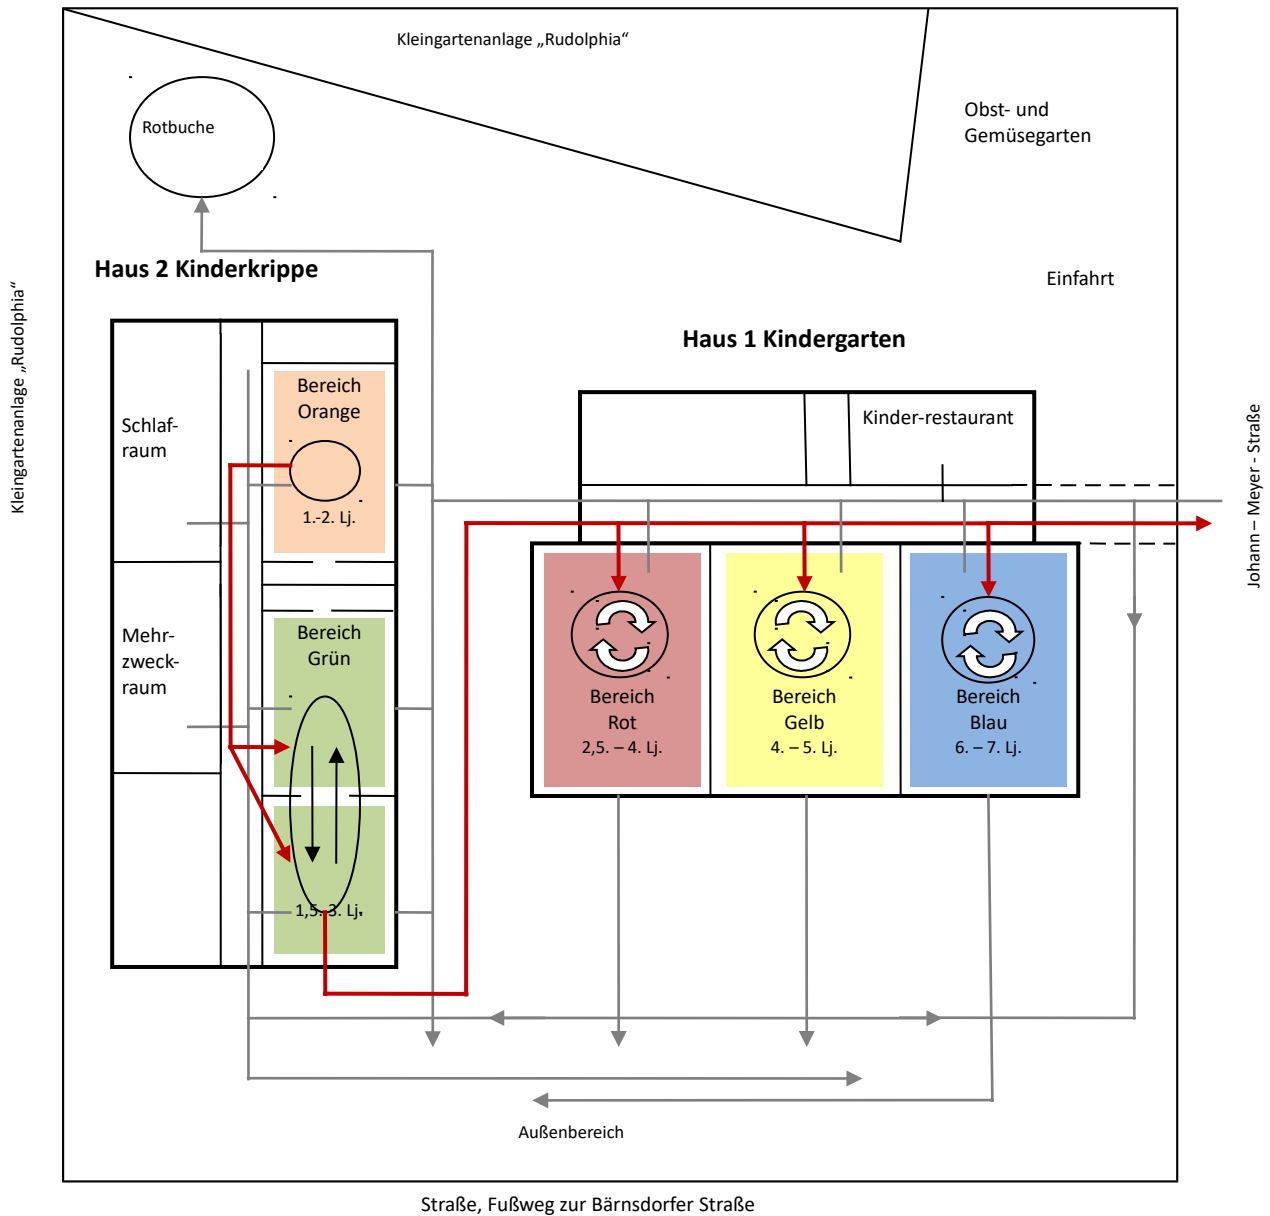 Kleingartenanlage „Rudolphia“
Rotbuche
Obst- und
Gemüsegarten
Haus 2 Kinderkrippe
Einfahrt
Kleingartenanlage „Rudolphia“
Haus 1 Kindergarten
Bereich
Orange
1.-2. Lj.
Schlaf-
raum
Kinder-restaurant
Johann – Meyer - Straße
Mehr-
zweck-
raum
Bereich
Grün
1,5.-3. Lj.
Bereich
Rot
2,5. – 4. Lj.
Bereich
Gelb
4. – 5. Lj.
Bereich
Blau
6. – 7. Lj.
Außenbereich
Straße, Fußweg zur Bärnsdorfer Straße